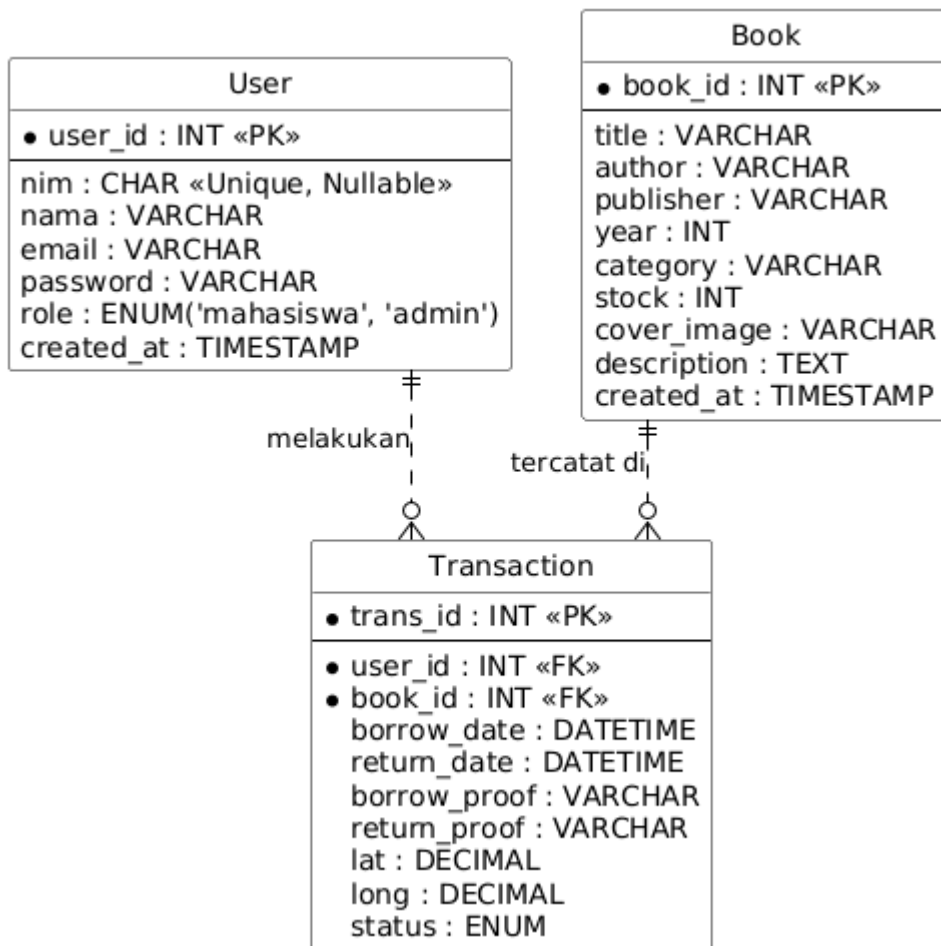 User
user_id : INT «PK»
nim : CHAR «Unique, Nullable»
nama : VARCHAR
email : VARCHAR
password : VARCHAR
role : ENUM('mahasiswa', 'admin')
created_at : TIMESTAMP
Book
book_id : INT «PK»
title : VARCHAR
author : VARCHAR
publisher : VARCHAR
year : INT
category : VARCHAR
stock : INT
cover_image : VARCHAR
description : TEXT
created_at : TIMESTAMP
melakukan
tercatat di
Transaction
trans_id : INT «PK»
user_id : INT «FK»
book_id : INT «FK»
borrow_date : DATETIME
return_date : DATETIME
borrow_proof : VARCHAR
return_proof : VARCHAR
lat : DECIMAL
long : DECIMAL
status : ENUM